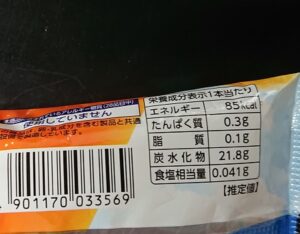 使用していません
栄養成分表示1本当たり
エネルギー 85kcal
たんぱく質 0.3g
脂質 0.1g
炭水化物 21.8g
食塩相当量 0.041g
[推定値]
901170 033569